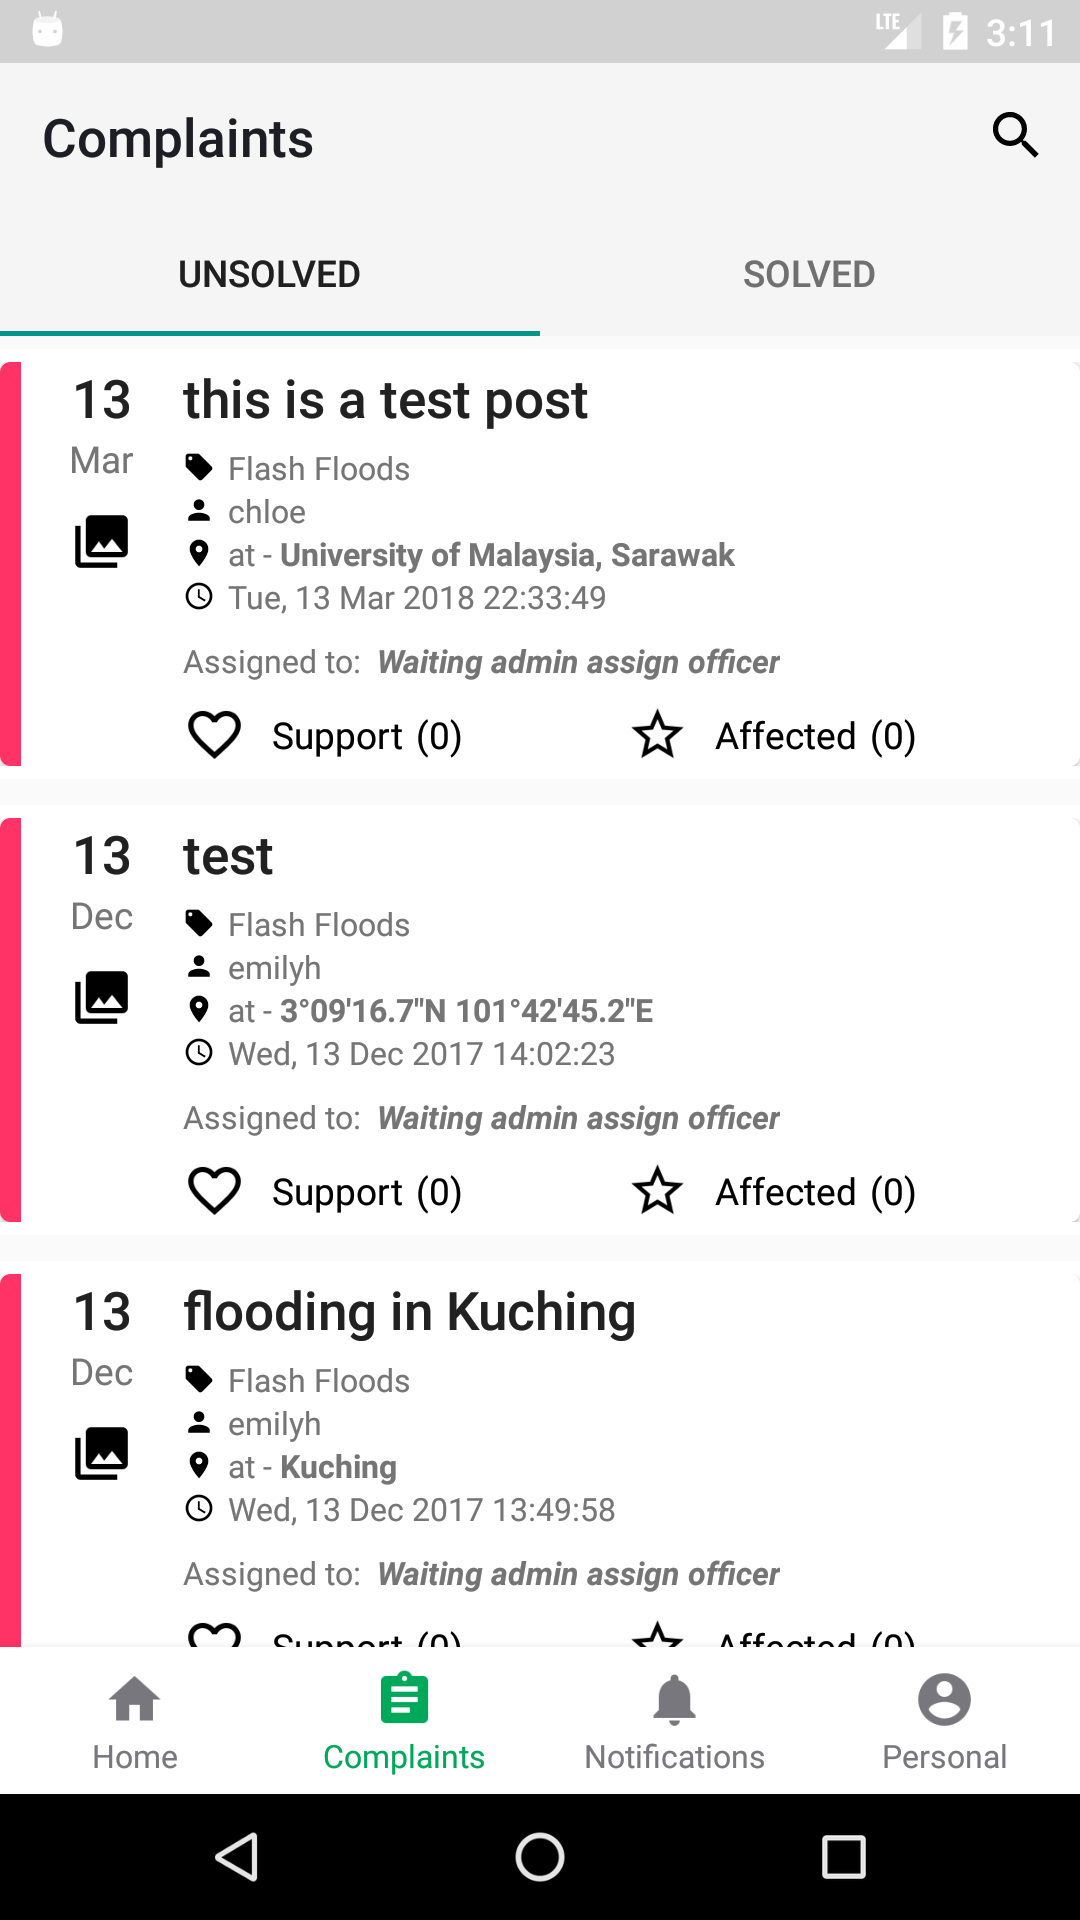 LTE 3:11
Complaints
UNSOLVED SOLVED
13 this is a test post
Mar
Flash Floods
chloe
at - University of Malaysia, Sarawak
Tue, 13 Mar 2018 22:33:49
Assigned to: Waiting admin assign officer
Support (0) Affected (0)
13 test
Dec
Flash Floods
emilyh
at - 3°09'16.7"N 101°42'45.2"E
Wed, 13 Dec 2017 14:02:23
Assigned to: Waiting admin assign officer
Support (0) Affected (0)
13 flooding in Kuching
Dec
Flash Floods
emilyh
at - Kuching
Wed, 13 Dec 2017 13:49:58
Assigned to: Waiting admin assign officer
Support (0) Affected (0)
Home Complaints Notifications Personal